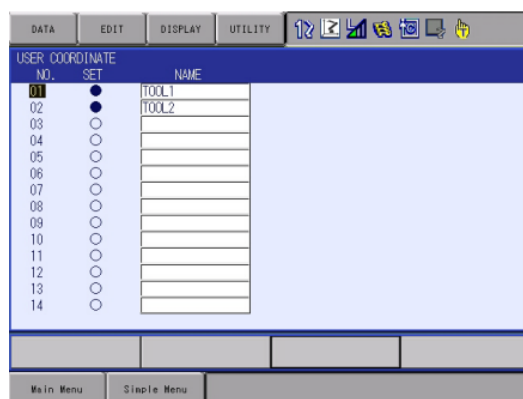 DATA EDIT DISPLAY UTILITY
USER COORDINATE
NO. SET NAME
01 TOOL1
02 TOOL2
03
04
05
06
07
08
09
10
11
12
13
14
Main Menu Simple Menu